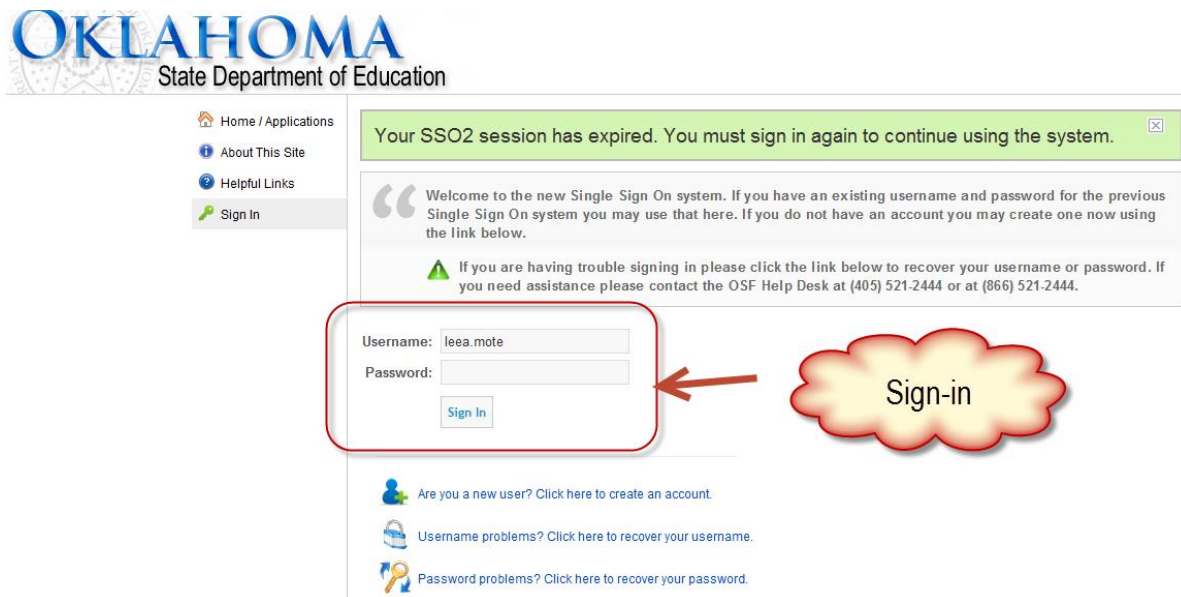 OKLAHOMA
State Department of Education
Home / Applications
About This Site
Helpful Links
Sign In
Your SSO2 session has expired. You must sign in again to continue using the system.
Welcome to the new Single Sign On system. If you have an existing username and password for the previous
Single Sign On system you may use that here. If you do not have an account you may create one now using
the link below.
If you are having trouble signing in please click the link below to recover your username or password. If
you need assistance please contact the OSF Help Desk at (405) 521-2444 or at (866) 521-2444.
Username: leea.mote
Password:
Sign In
Sign-in
Are you a new user? Click here to create an account.
Username problems? Click here to recover your username.
Password problems? Click here to recover your password.